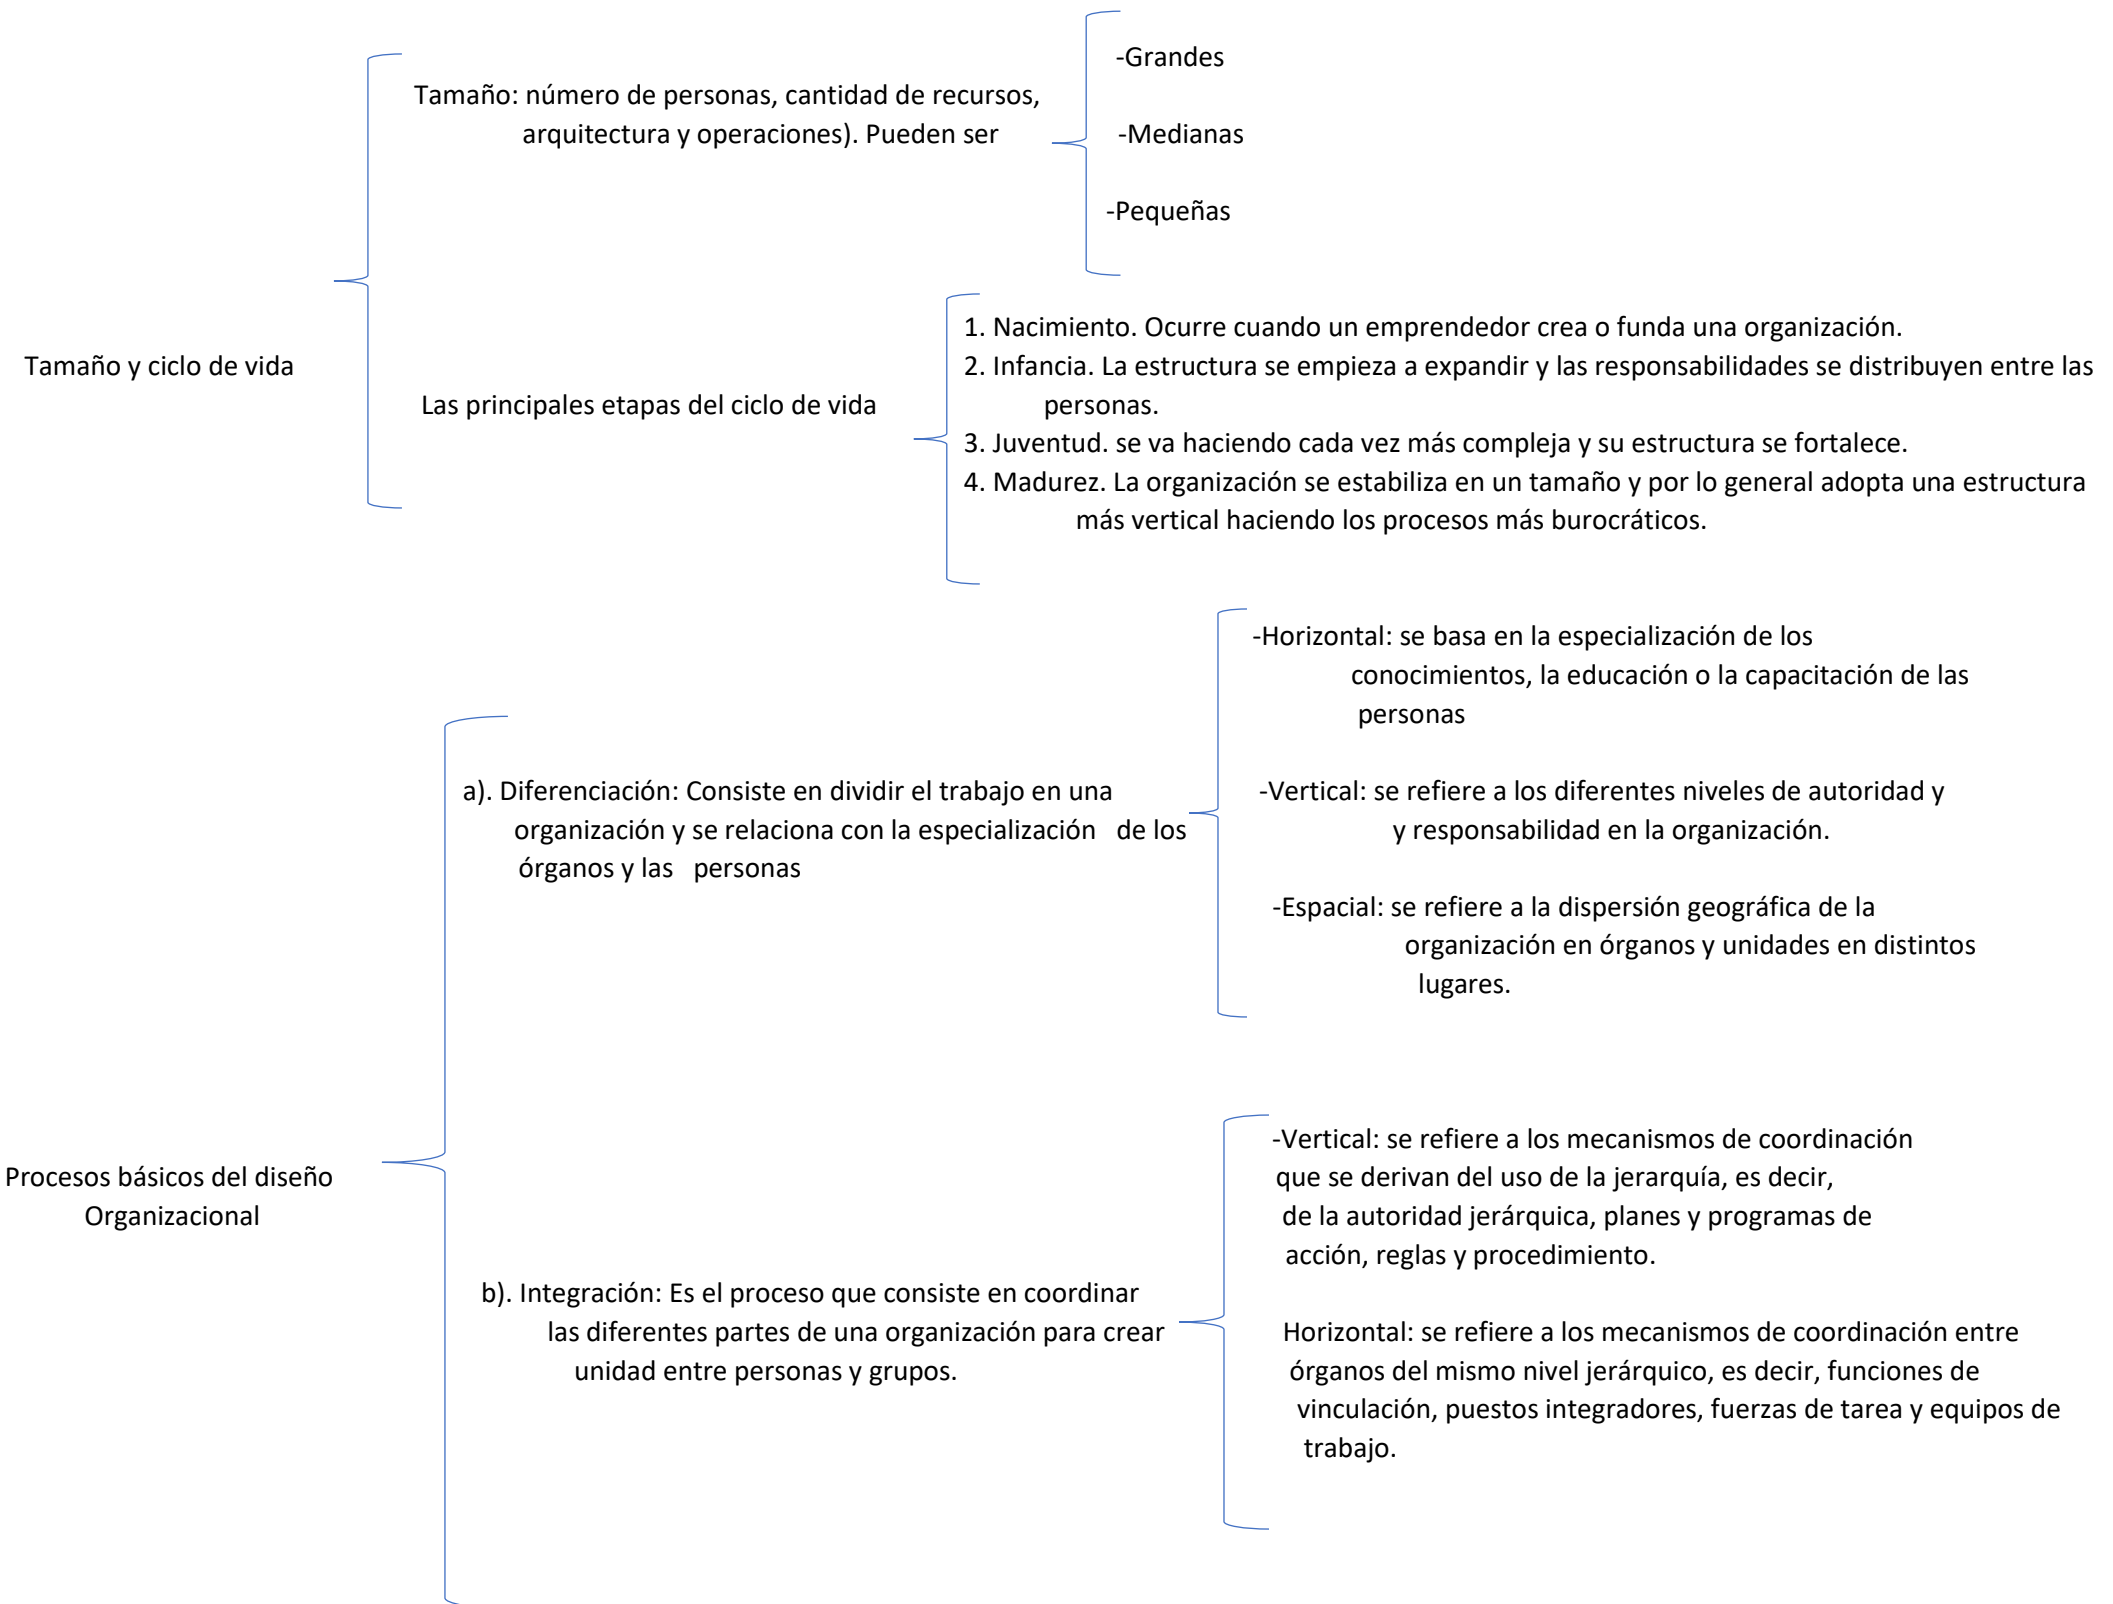 -Grandes
Tamaño: número de personas, cantidad de recursos,
arquitectura y operaciones). Pueden ser
-Medianas
-Pequeñas
Tamaño y ciclo de vida
Las principales etapas del ciclo de vida
1. Nacimiento. Ocurre cuando un emprendedor crea o funda una organización.
2. Infancia. La estructura se empieza a expandir y las responsabilidades se distribuyen entre las
personas.
3. Juventud. se va haciendo cada vez más compleja y su estructura se fortalece.
4. Madurez. La organización se estabiliza en un tamaño y por lo general adopta una estructura
más vertical haciendo los procesos más burocráticos.
-Horizontal: se basa en la especialización de los
conocimientos, la educación o la capacitación de las
personas
a). Diferenciación: Consiste en dividir el trabajo en una
organización y se relaciona con la especialización de los
órganos y las personas
-Vertical: se refiere a los diferentes niveles de autoridad y
y responsabilidad en la organización.
-Espacial: se refiere a la dispersión geográfica de la
organización en órganos y unidades en distintos
lugares.
Procesos básicos del diseño
Organizacional
-Vertical: se refiere a los mecanismos de coordinación
que se derivan del uso de la jerarquía, es decir,
de la autoridad jerárquica, planes y programas de
acción, reglas y procedimiento.
b). Integración: Es el proceso que consiste en coordinar
las diferentes partes de una organización para crear
unidad entre personas y grupos.
Horizontal: se refiere a los mecanismos de coordinación entre
órganos del mismo nivel jerárquico, es decir, funciones de
vinculación, puestos integradores, fuerzas de tarea y equipos de
trabajo.